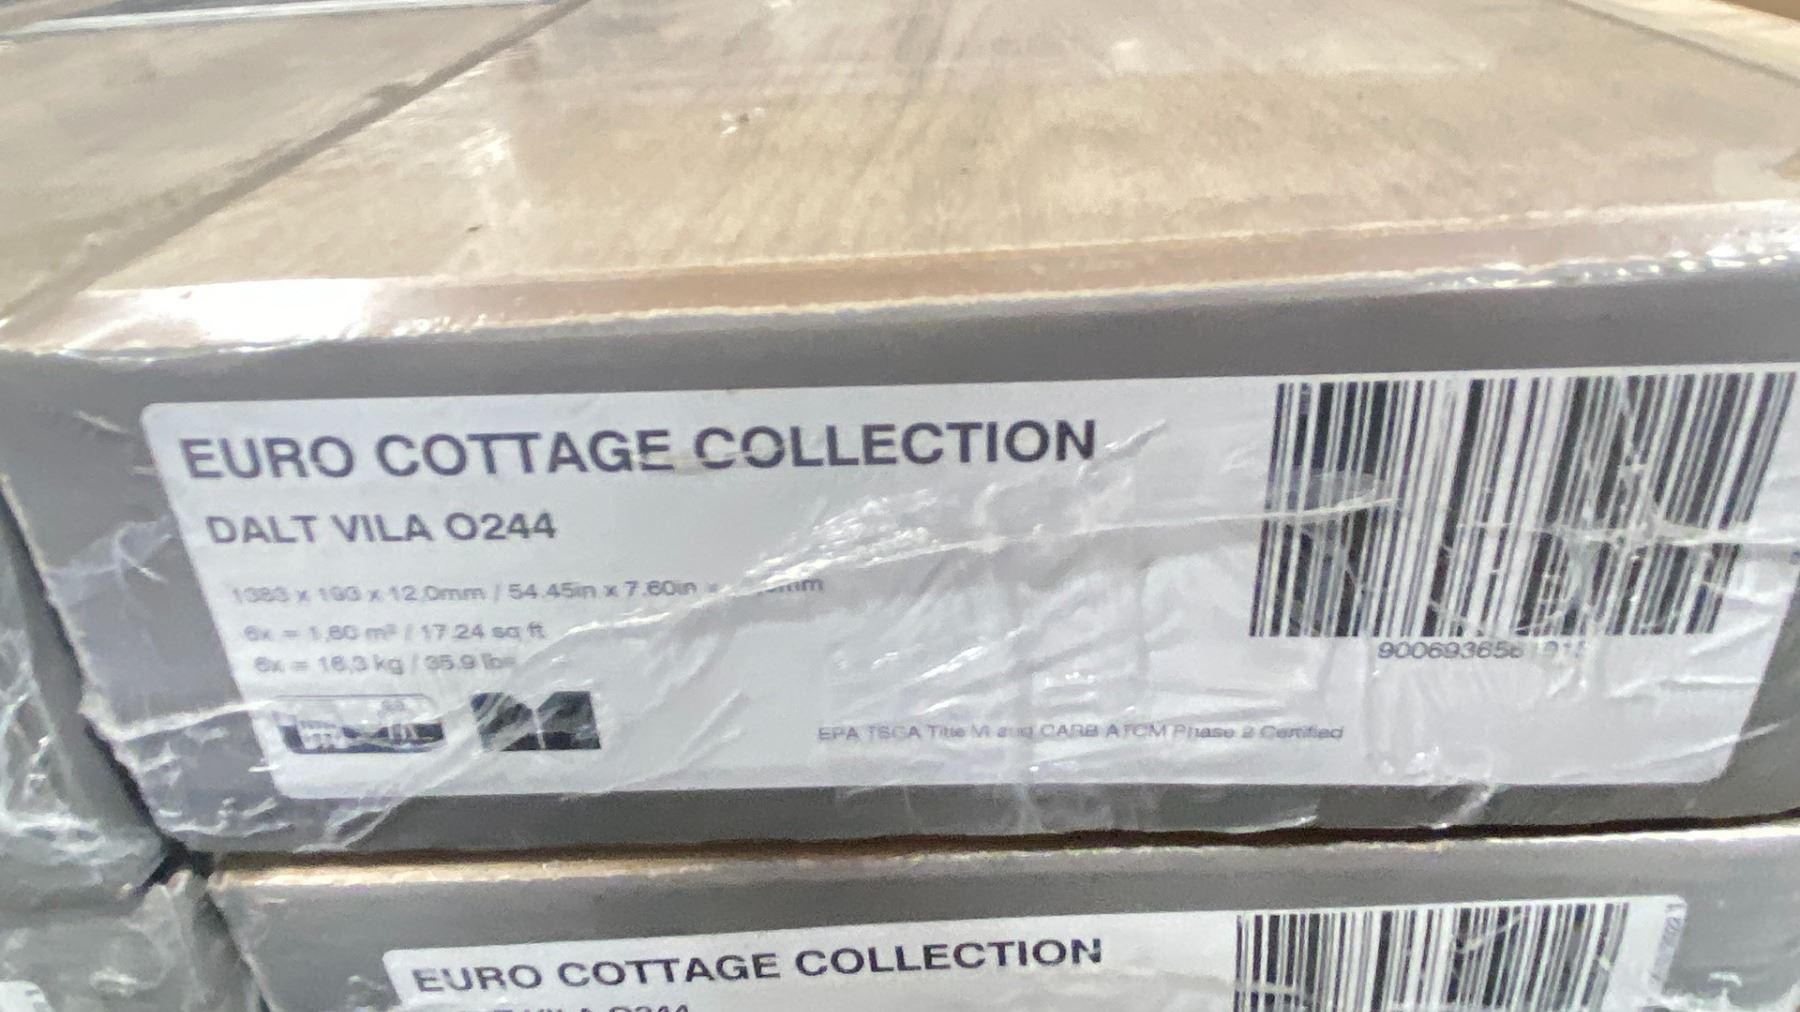 EURO COTTAGE COLLECTION
DALT VILA O244
1383 x 193 x 12.0mm / 54.45in x 7.60in x mm
6x = 1,60 m² / 17.24 sq ft
6x = 16,3 kg / 35.9 lbs
EPA TSCA Title VI and CARB ATCM Phase 2 Certified
EURO COTTAGE COLLECTION
O244